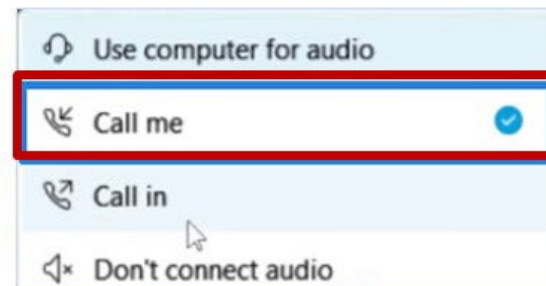 Use computer for audio
Call me
Call in
Don't connect audio